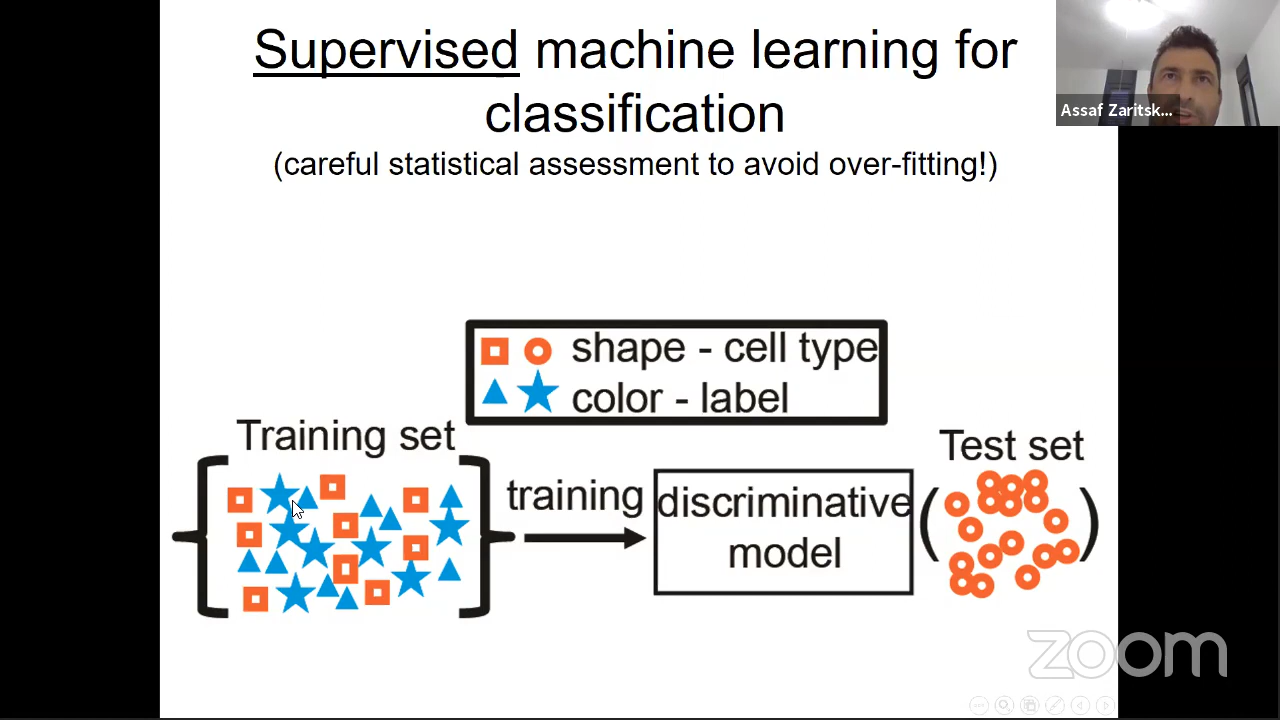 Supervised machine learning for
classification
(careful statistical assessment to avoid over-fitting!)
Assaf Zaritsk...
shape - cell type
color - label
Training set
training
discriminative
model
Test set
zoom